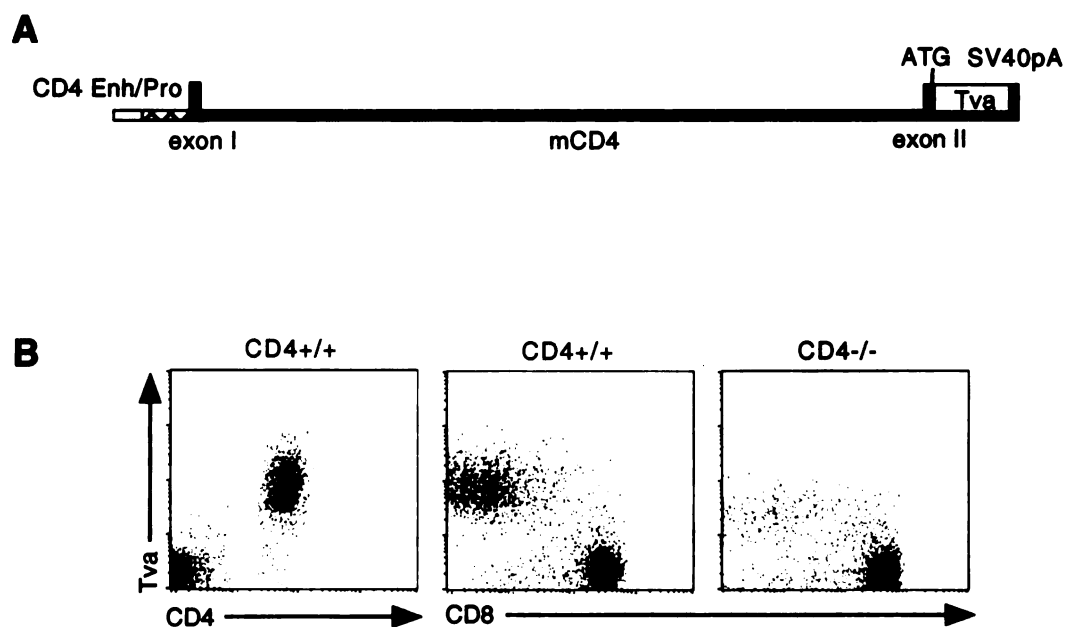 A
ATG SV40pA
CD4 Enh/Pro
Tva
exon I
mCD4
exon II
B
CD4+/+
CD4+/+
CD4-/-
Tva
CD4
CD8